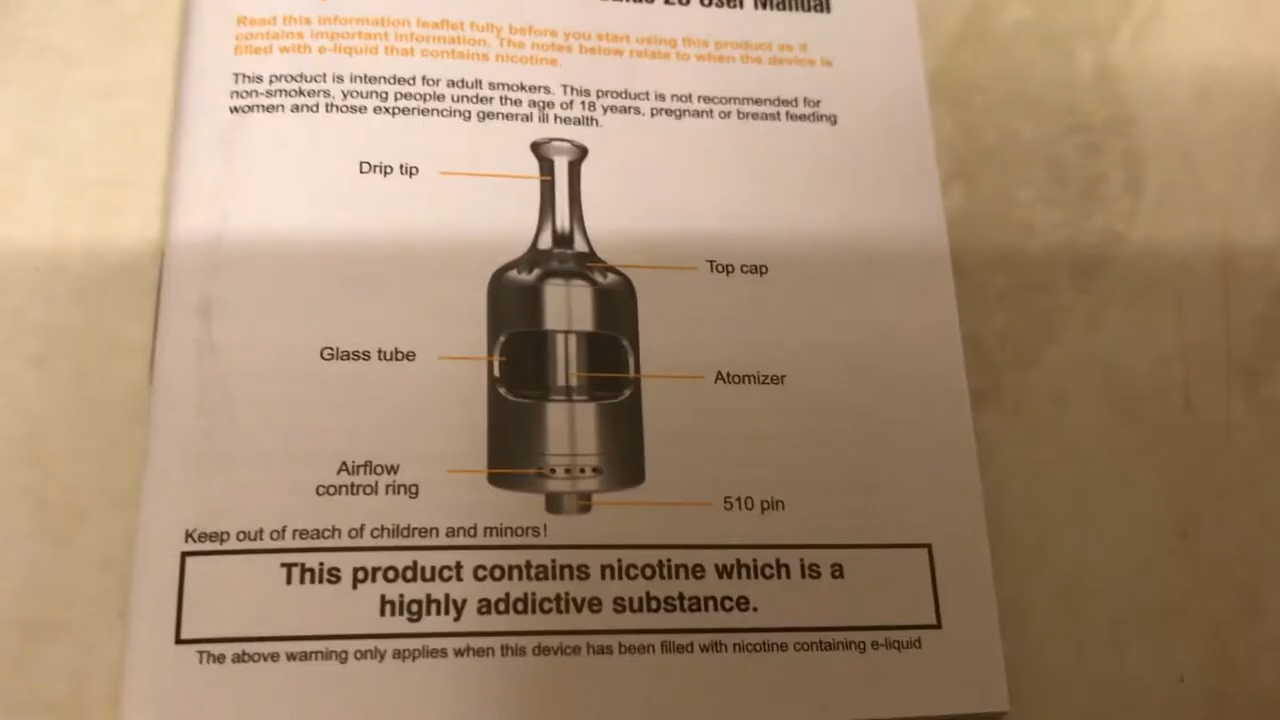 User Manual
Read this information leaflet fully before you start using this product as it
contains important information. The notes below relate to when the device is
filled with e-liquid that contains nicotine.
This product is intended for adult smokers. This product is not recommended for
non-smokers, young people under the age of 18 years, pregnant or breast feeding
women and those experiencing general ill health.
Drip tip
Top cap
Glass tube
Atomizer
Airflow
control ring
510 pin
Keep out of reach of children and minors!
This product contains nicotine which is a
highly addictive substance.
The above warning only applies when this device has been filled with nicotine containing e-liquid